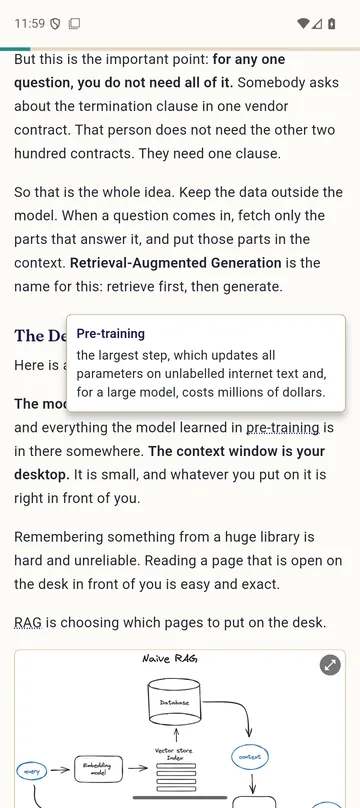 11:59
But this is the important point: for any one
question, you do not need all of it. Somebody asks
about the termination clause in one vendor
contract. That person does not need the other two
hundred contracts. They need one clause.
So that is the whole idea. Keep the data outside the
model. When a question comes in, fetch only the
parts that answer it, and put those parts in the
context. Retrieval-Augmented Generation is the
name for this: retrieve first, then generate.
The De
Here is a
Pre-training
the largest step, which updates all
parameters on unlabelled internet text and,
for a large model, costs millions of dollars.
The mod
and everything the model learned in pre-training is
in there somewhere. The context window is your
desktop. It is small, and whatever you put on it is
right in front of you.
Remembering something from a huge library is
hard and unreliable. Reading a page that is open on
the desk in front of you is easy and exact.
RAG is choosing which pages to put on the desk.
Naive RAG
Database
Vector store
Index
query
Embedding
model
context